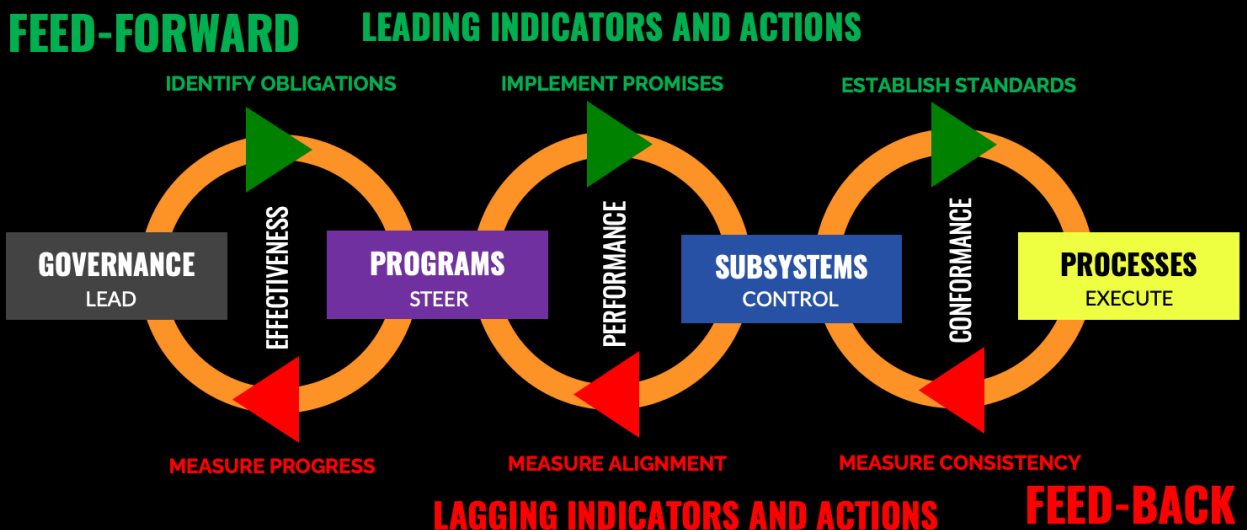 FEED-FORWARD
LEADING INDICATORS AND ACTIONS
IDENTIFY OBLIGATIONS
IMPLEMENT PROMISES
ESTABLISH STANDARDS
GOVERNANCE
LEAD
EFFECTIVENESS
PROGRAMS
STEER
PERFORMANCE
SUBSYSTEMS
CONTROL
CONFORMANCE
PROCESSES
EXECUTE
MEASURE PROGRESS
MEASURE ALIGNMENT
MEASURE CONSISTENCY
LAGGING INDICATORS AND ACTIONS
FEED-BACK